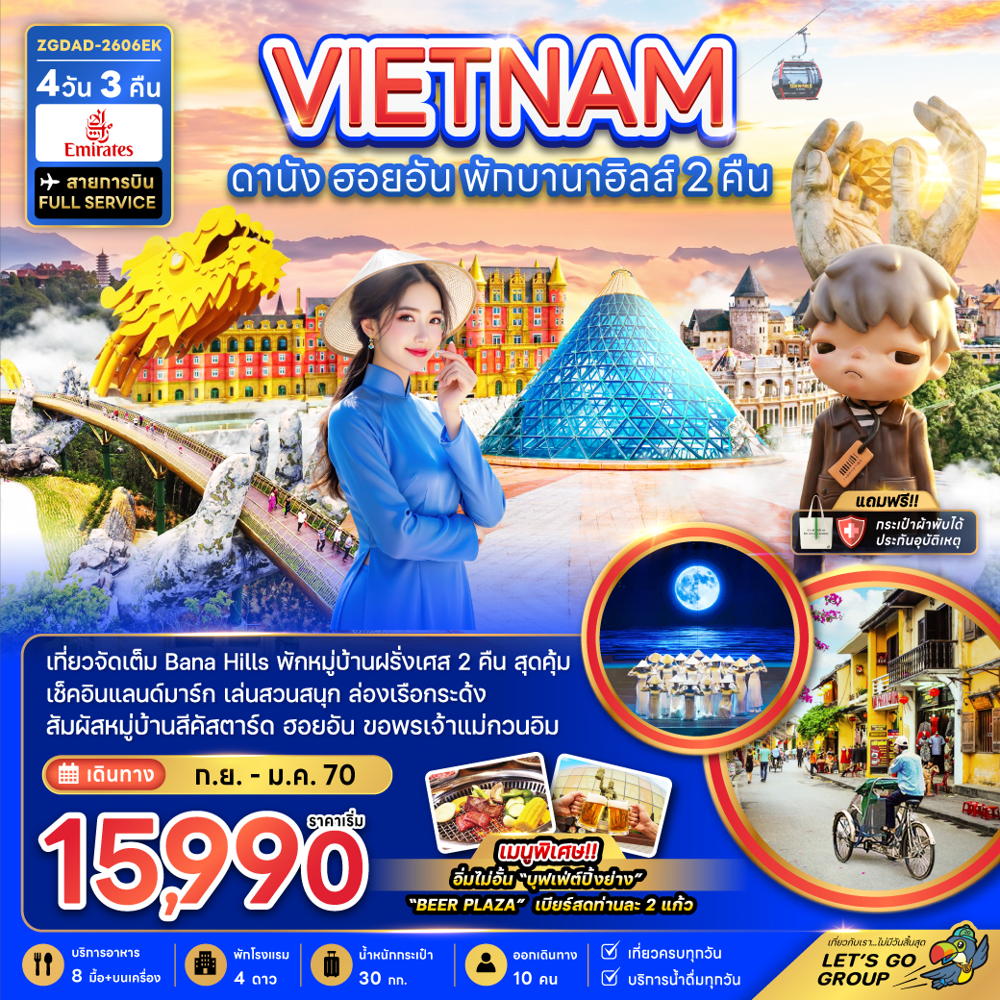 ZGDAD-2606EK
4วัน 3 คืน
Emirates
สายการบิน
FULL SERVICE
VIETNAM
ดานัง ฮอยอัน พักบานาฮิลส์ 2 คืน
แถมฟรี!!
กระเป๋าผ้าพับได้
ประกันอุบัติเหตุ
เที่ยวจัดเต็ม Bana Hills พักหมู่บ้านฝรั่งเศส 2 คืน สุดคุ้ม
เช็คอินแลนด์มาร์ก เล่นสวนสนุก ล่องเรือกระด้ง
สัมผัสหมู่บ้านสีคัสตาร์ด ฮอยอัน ขอพรเจ้าแม่กวนอิม
เดินทาง
ก.ย. - ม.ค. 70
ราคาเริ่ม
15,990
เมนูพิเศษ!!
อิ่มไม่อั้น "บุฟเฟ่ต์ปิ้งย่าง"
"BEER PLAZA" เบียร์สดท่านละ 2 แก้ว
บริการอาหาร
8 มื้อ+บนเครื่อง
พักโรงแรม
4 ดาว
น้ำหนักกระเป๋า
30 กก.
ออกเดินทาง
10 คน
เที่ยวครบทุกวัน
บริการน้ำดื่มทุกวัน
เที่ยวกับเรา...ไม่มีวันสิ้นสุด
LET'S GO
GROUP